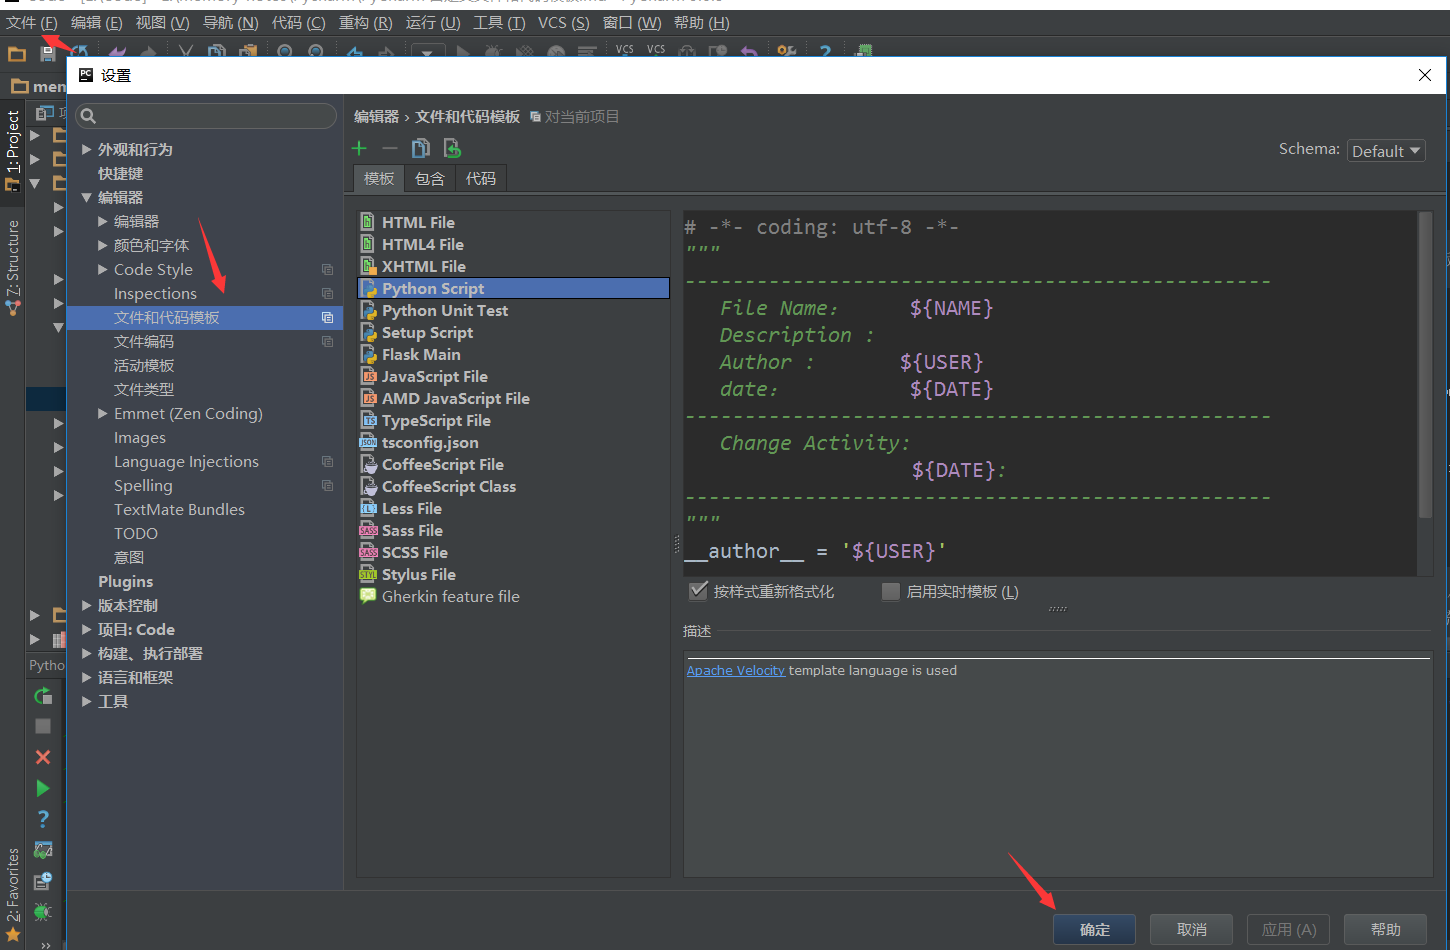 文件 (F) 编辑 (E) 视图 (V) 导航 (N) 代码 (C) 重构 (R) 运行 (U) 工具 (T) VCS (S) 窗口 (W) 帮助 (H)
VCS VCS
mem
PC 设置
1: Project
Z: Structure
2: Favorites
Pytho
外观和行为
快捷键
编辑器
编辑器
颜色和字体
Code Style
Inspections
文件和代码模板
文件编码
活动模板
文件类型
Emmet (Zen Coding)
Images
Language Injections
Spelling
TextMate Bundles
TODO
意图
Plugins
版本控制
项目: Code
构建、执行部署
语言和框架
工具
编辑器 › 文件和代码模板 对当前项目
Schema: Default
模板 包含 代码
HTML File
HTML4 File
XHTML File
Python Script
Python Unit Test
Setup Script
Flask Main
JavaScript File
AMD JavaScript File
TypeScript File
tsconfig.json
CoffeeScript File
CoffeeScript Class
Less File
Sass File
SCSS File
Stylus File
Gherkin feature file
# -*- coding: utf-8 -*-
"""
-------------------------------------------------
File Name: ${NAME}
Description :
Author : ${USER}
date: ${DATE}
-------------------------------------------------
Change Activity:
${DATE}:
-------------------------------------------------
"""
__author__ = '${USER}'
按样式重新格式化 启用实时模板 (L)
描述
Apache Velocity template language is used
确定 取消 应用 (A) 帮助